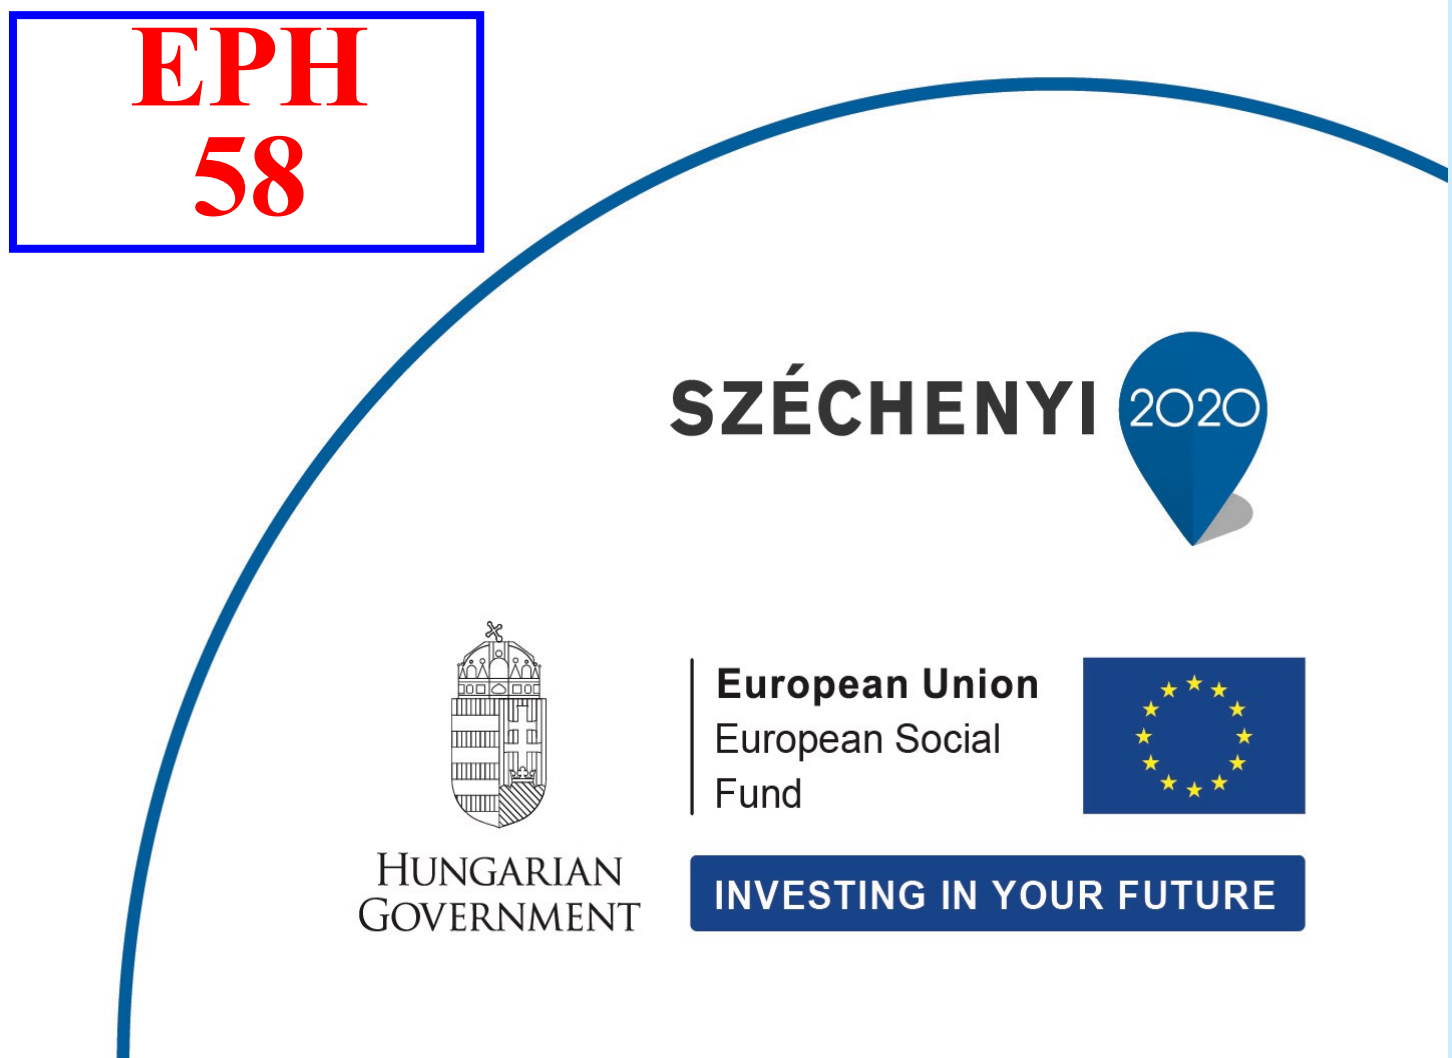 EPH
58
SZÉCHENYI 2020
European Union
European Social
Fund
HUNGARIAN
GOVERNMENT
INVESTING IN YOUR FUTURE